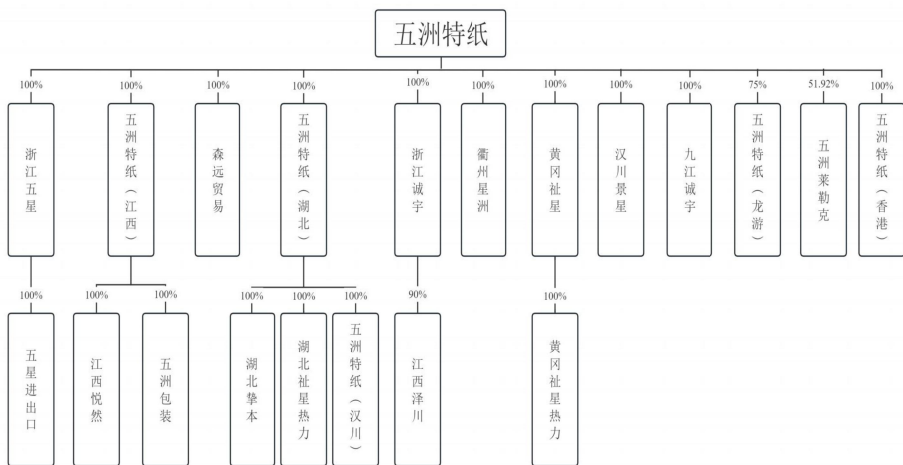 五洲特纸
100%
100%
100%
100%
100%
100%
100%
100%
100%
75%
51.92%
100%
浙江五星
五洲特纸（江西）
森远贸易
五洲特纸（湖北）
浙江诚宇
衢州星洲
黄冈祉星
汉川景星
九江诚宇
五洲特纸（龙游）
五洲莱勒克
五洲特纸（香港）
100%
100%
100%
100%
100%
100%
90%
100%
五星进出口
江西悦然
五洲包装
湖北挚本
湖北祉星热力
五洲特纸（汉川）
江西泽川
黄冈祉星热力